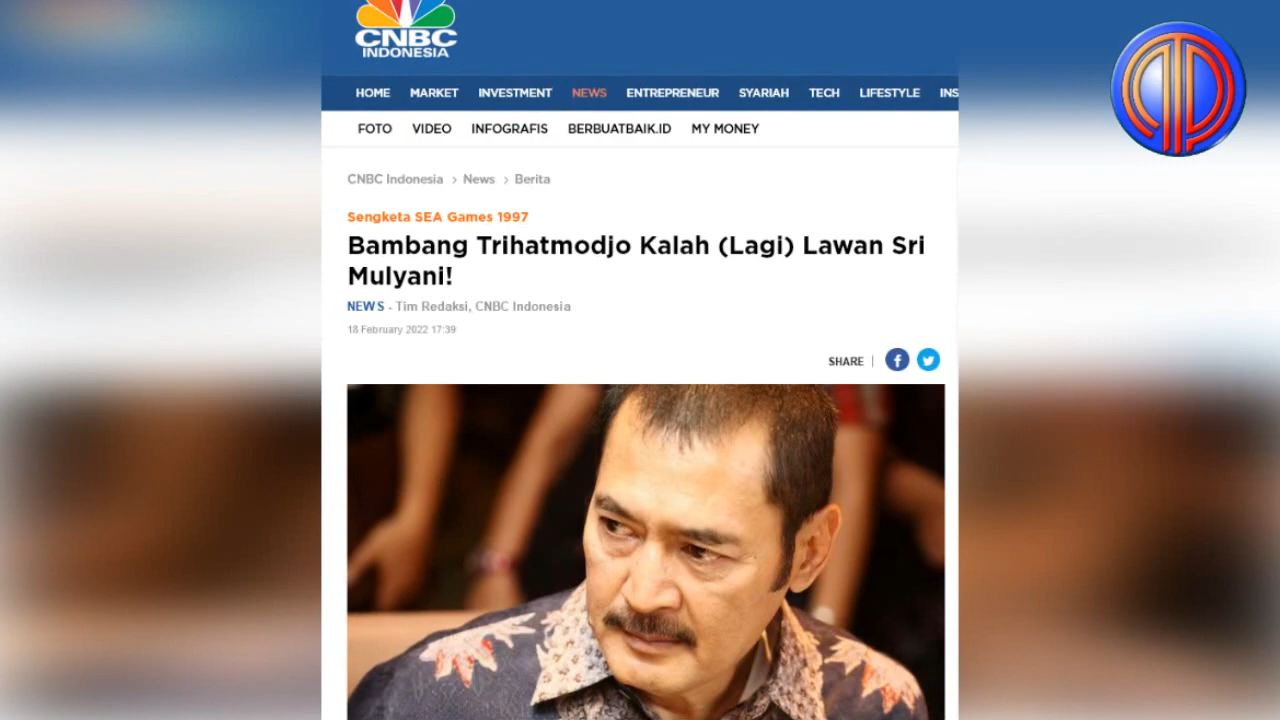 CNBC
INDONESIA
HOME MARKET INVESTMENT NEWS ENTREPRENEUR SYARIAH TECH LIFESTYLE INS
FOTO VIDEO INFOGRAFIS BERBUATBAIK.ID MY MONEY
CNBC Indonesia > News > Berita
Sengketa SEA Games 1997
Bambang Trihatmodjo Kalah (Lagi) Lawan Sri
Mulyani!
NEWS - Tim Redaksi, CNBC Indonesia
18 February 2022 17:39
SHARE |